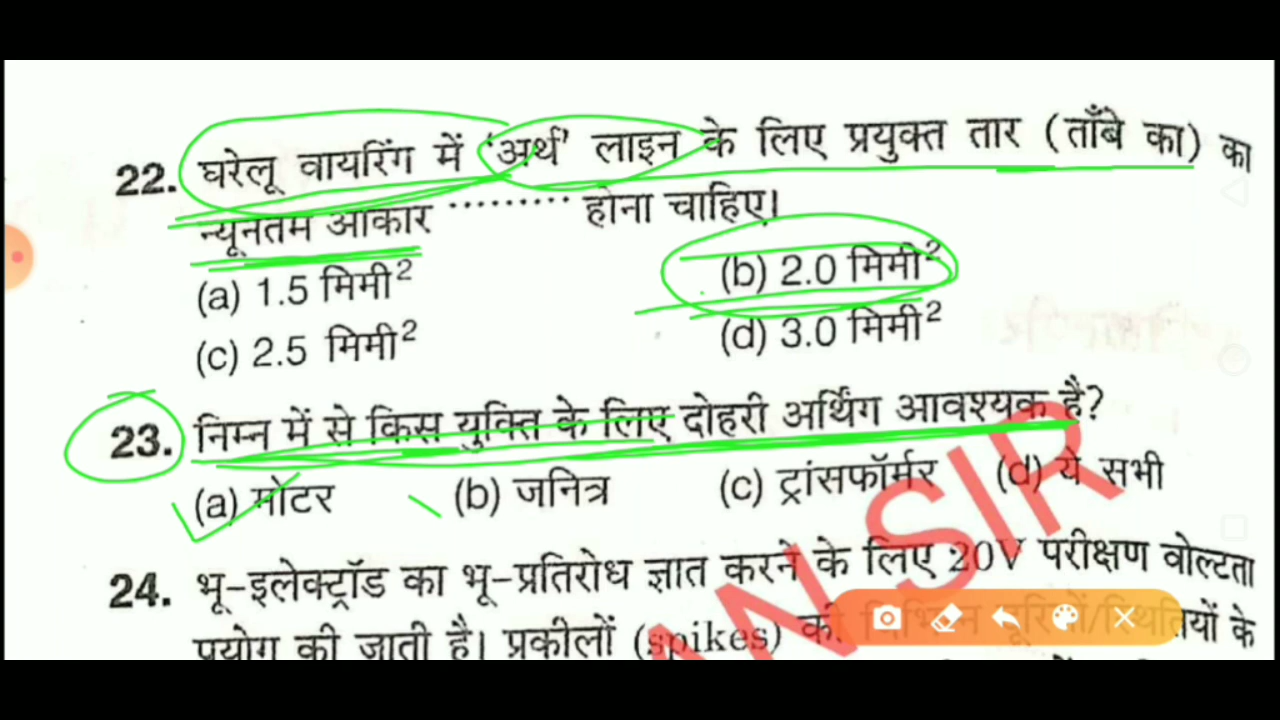 22. घरेलू वायरिंग में 'अर्थ' लाइन के लिए प्रयुक्त तार (ताँबे का) का
न्यूनतम आकार ......... होना चाहिए।
(a) 1.5 मिमी² (b) 2.0 मिमी²
(c) 2.5 मिमी² (d) 3.0 मिमी²
23. निम्न में से किस युक्ति के लिए दोहरी अर्थिंग आवश्यक है?
(a) मोटर (b) जनित्र (c) ट्रांसफॉर्मर (d) ये सभी
24. भू-इलेक्ट्रॉड का भू-प्रतिरोध ज्ञात करने के लिए 20V परीक्षण वोल्टता
प्रयोग की जाती है। प्रकीलों (spikes) की के
SIR